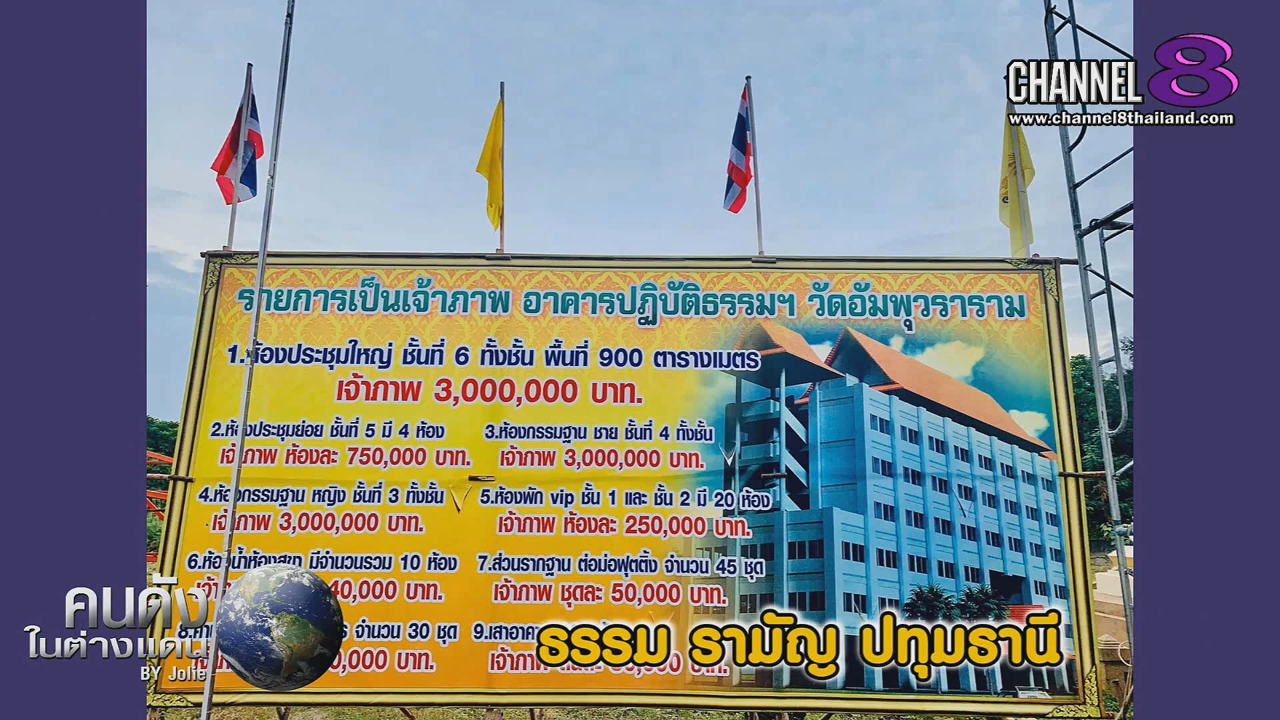 CHANNEL 8
www.channel8thailand.com
รายการเป็นเจ้าภาพ อาคารปฏิบัติธรรมฯ วัดอัมพุวราราม
1.ห้องประชุมใหญ่ ชั้นที่ 6 ทั้งชั้น พื้นที่ 900 ตารางเมตร
เจ้าภาพ 3,000,000 บาท.
2.ห้องประชุมย่อย ชั้นที่ 5 มี 4 ห้อง
เจ้าภาพ ห้องละ 750,000 บาท.
3.ห้องกรรมฐาน ชาย ชั้นที่ 4 ทั้งชั้น
เจ้าภาพ 3,000,000 บาท.
4.ห้องกรรมฐาน หญิง ชั้นที่ 3 ทั้งชั้น
เจ้าภาพ 3,000,000 บาท.
5.ห้องพัก vip ชั้น 1 และ ชั้น 2 มี 20 ห้อง
เจ้าภาพ ห้องละ 250,000 บาท.
6.ห้องน้ำห้องสุขา มีจำนวนรวม 10 ห้อง
40,000 บาท.
7.ส่วนรากฐาน ต่อม่อฟุตติ้ง จำนวน 45 ชุด
เจ้าภาพ ชุดละ 50,000 บาท.
จำนวน 30 ชุด
0,000 บาท.
9.เสาอาคาร
เจ้าภาพ
บาท.
คนดัง
ในต่างแดน
BY Jolie
ธรรม รามัญ ปทุมธานี